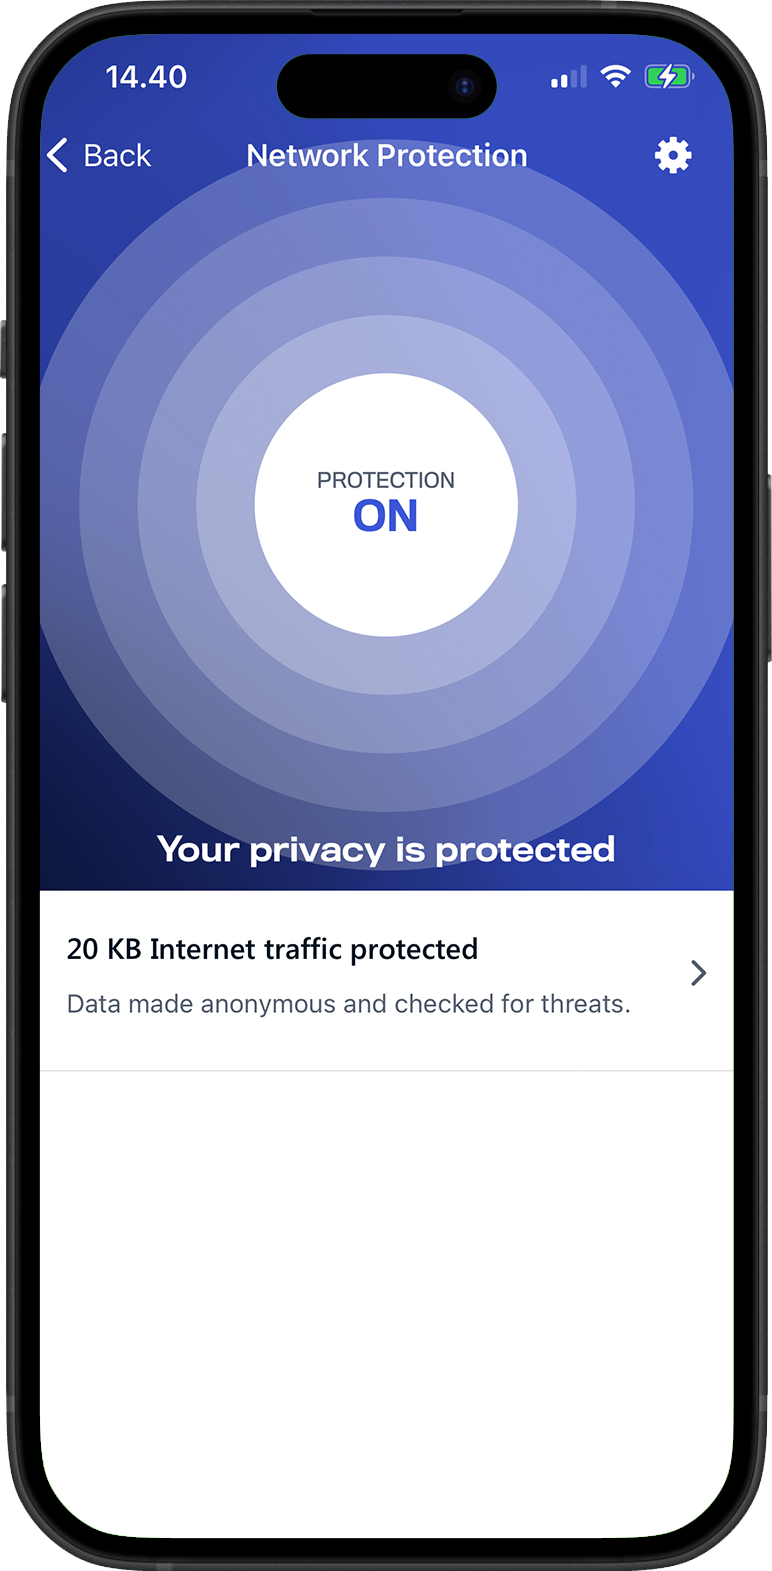 14.40
Back
Network Protection
PROTECTION
ON
Your privacy is protected
20 KB Internet traffic protected
Data made anonymous and checked for threats.